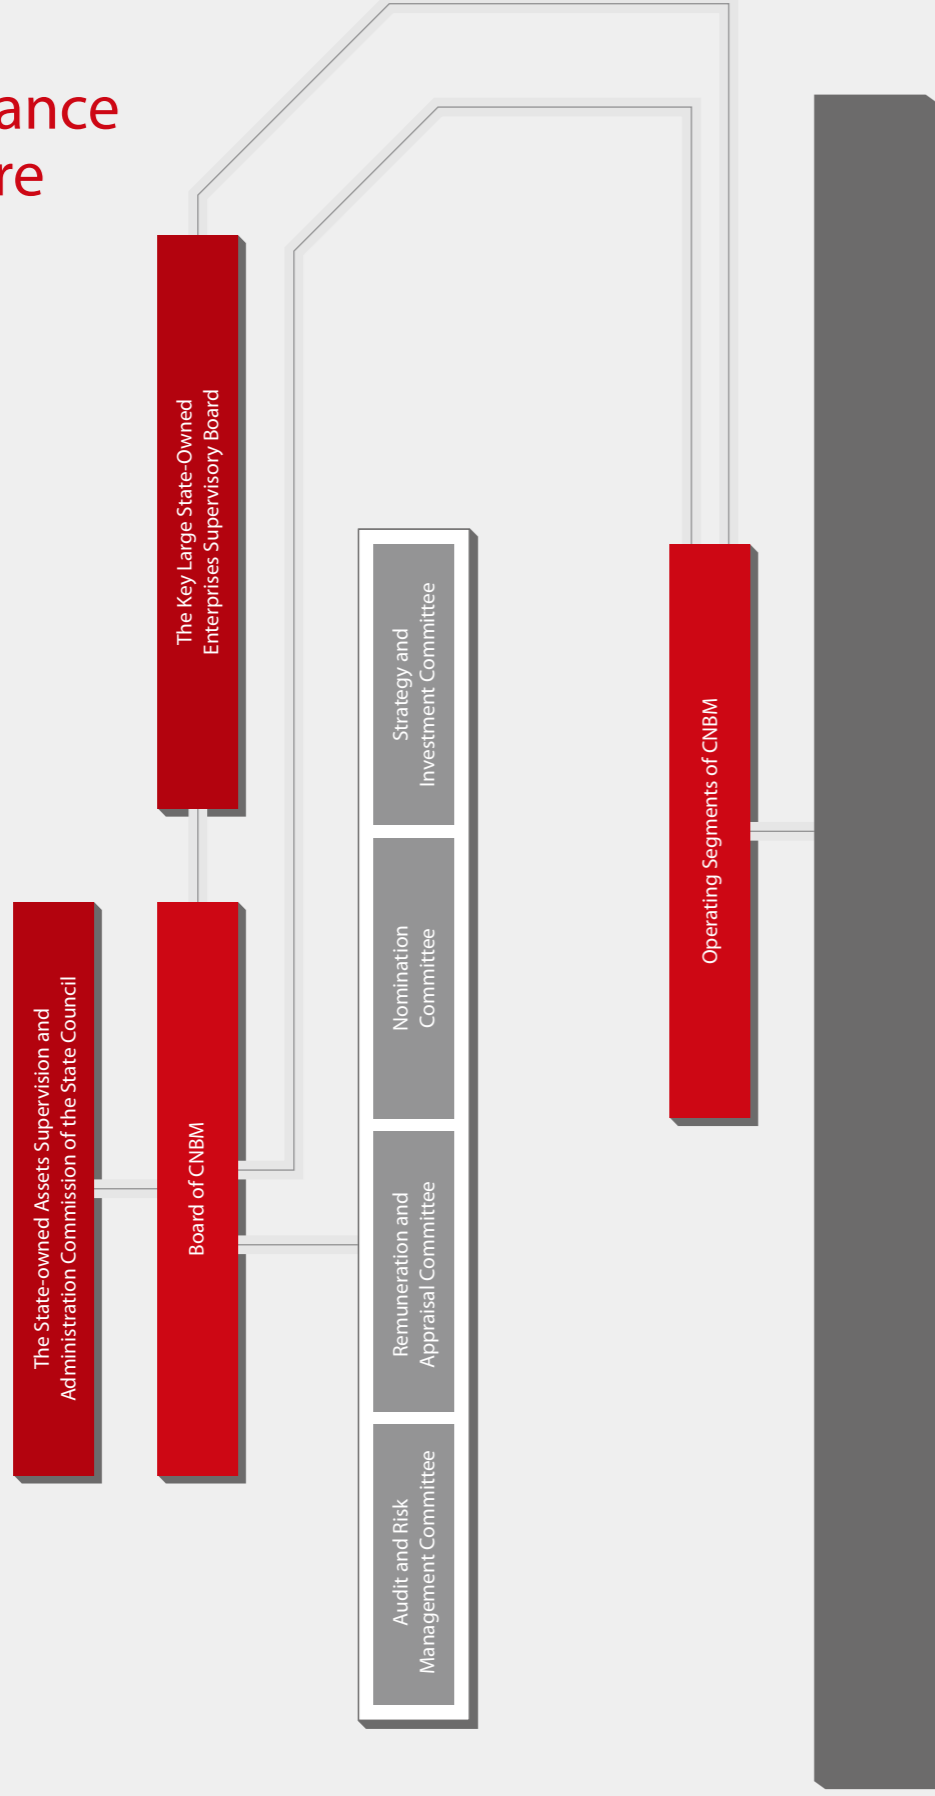 ance
re
The State-owned Assets Supervision and
Administration Commission of the State Council
The Key Large State-Owned
Enterprises Supervisory Board
Board of CNBM
Strategy and
Investment Committee
Nomination
Committee
Remuneration and
Appraisal Committee
Audit and Risk
Management Committee
Operating Segments of CNBM